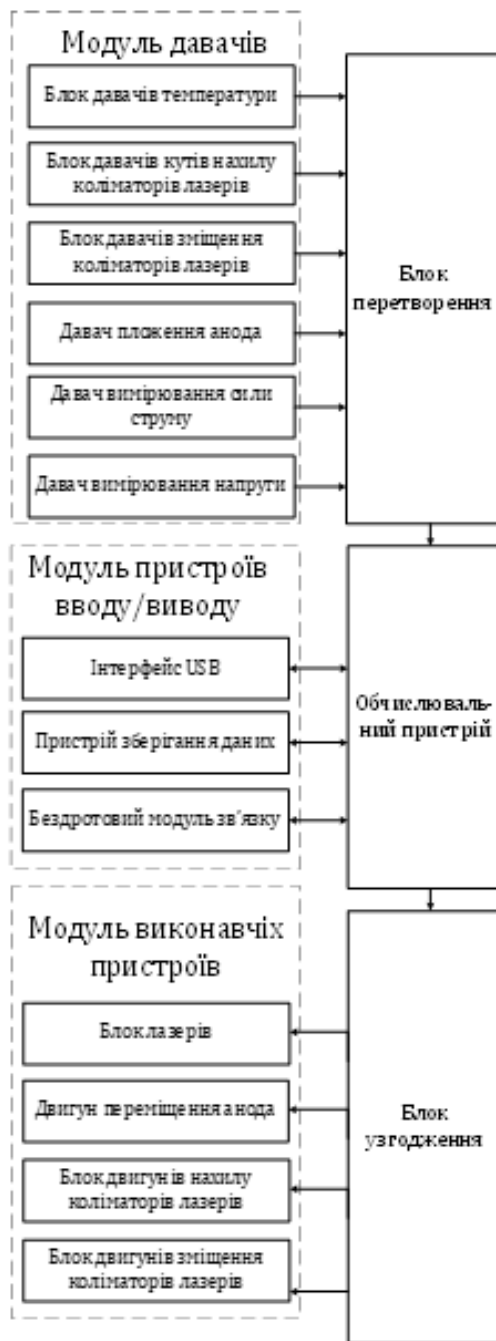 Модуль давачів
Блок давачів температури
Блок давачів кутів нахилу
коліматорів лазерів
Блок давачів зміщення
коліматорів лазерів
Давач пложення анода
Давач вимірювання сили
струму
Давач вимірювання напруги
Блок
перетворення
Модуль пристроїв
вводу/виводу
Інтерфейс USB
Пристрій зберігання даних
Бездротовий модуль зв'язку
Обчислюваль-
ний пристрій
Модуль виконавчіх
пристроїв
Блок лазерів
Двигун переміщення анода
Блок двигунів нахилу
коліматорів лазерів
Блок двигунів зміщення
коліматорів лазерів
Блок
узгодження